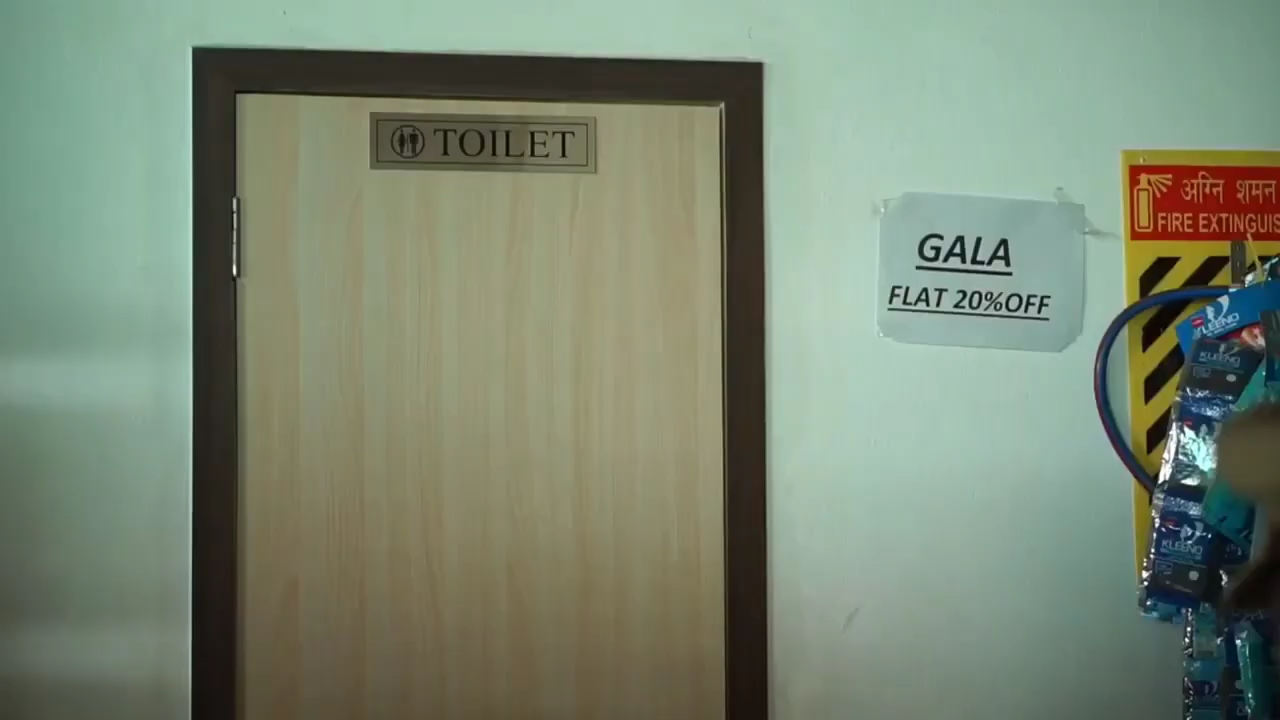 TOILET
GALA
FLAT 20%OFF
अग्नि शमन
FIRE EXTINGUIS
KLEENO
KLEENO
KLEENO